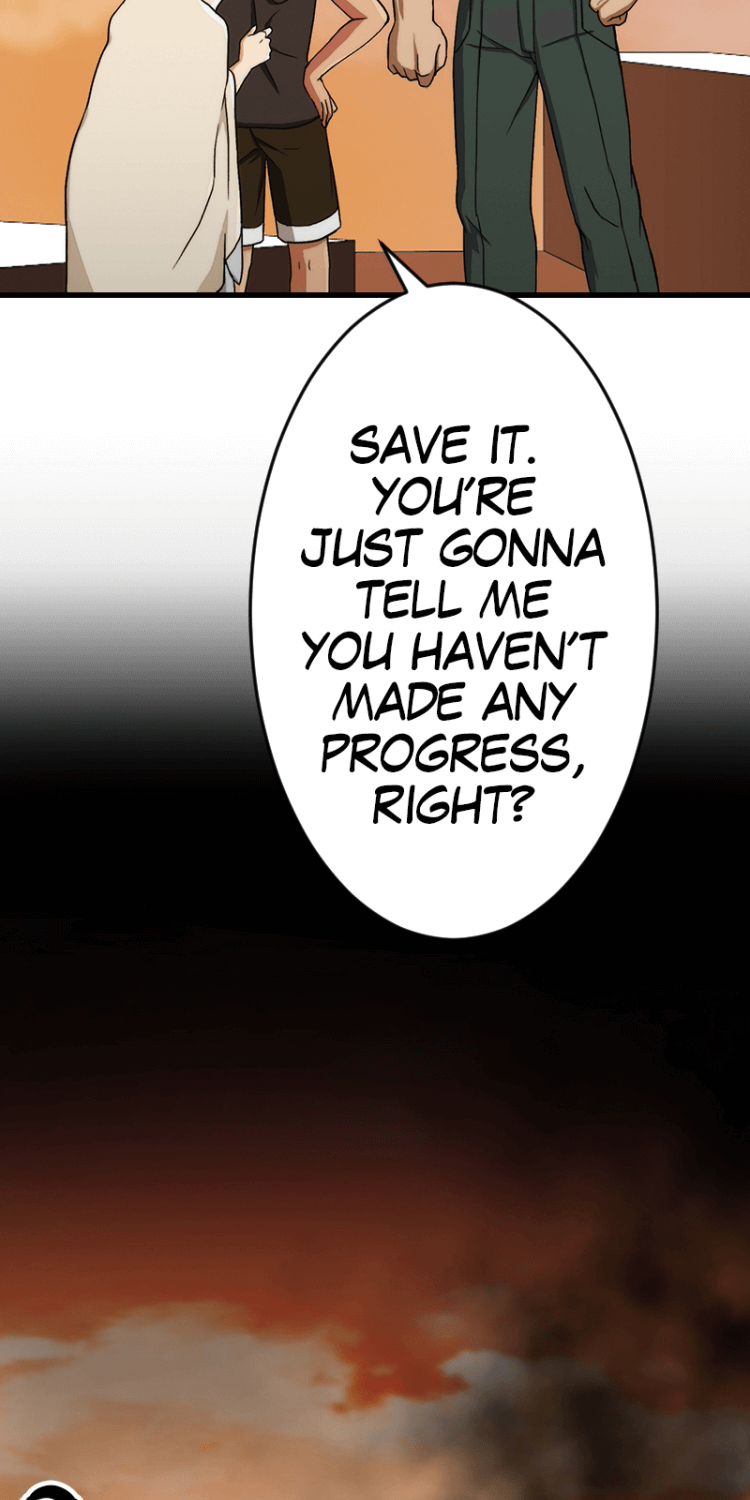 SAVE IT.
YOU'RE
JUST GONNA
TELL ME
YOU HAVEN'T
MADE ANY
PROGRESS,
RIGHT?